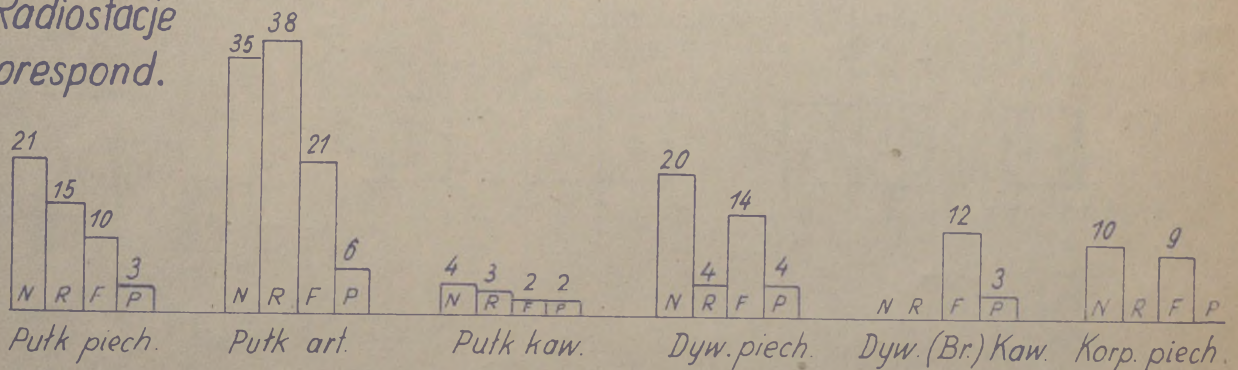 Radiostacje
orespond.
35 38 21 6
21 15 10 3
4 3 2 2
20 4 14 4
12 3
10 9
N R F P N R F P N R F P N R F P N R F P N R F P
Pułk piech. Pułk art. Pułk kaw. Dyw. piech. Dyw. (Br.) Kaw. Korp. piech.